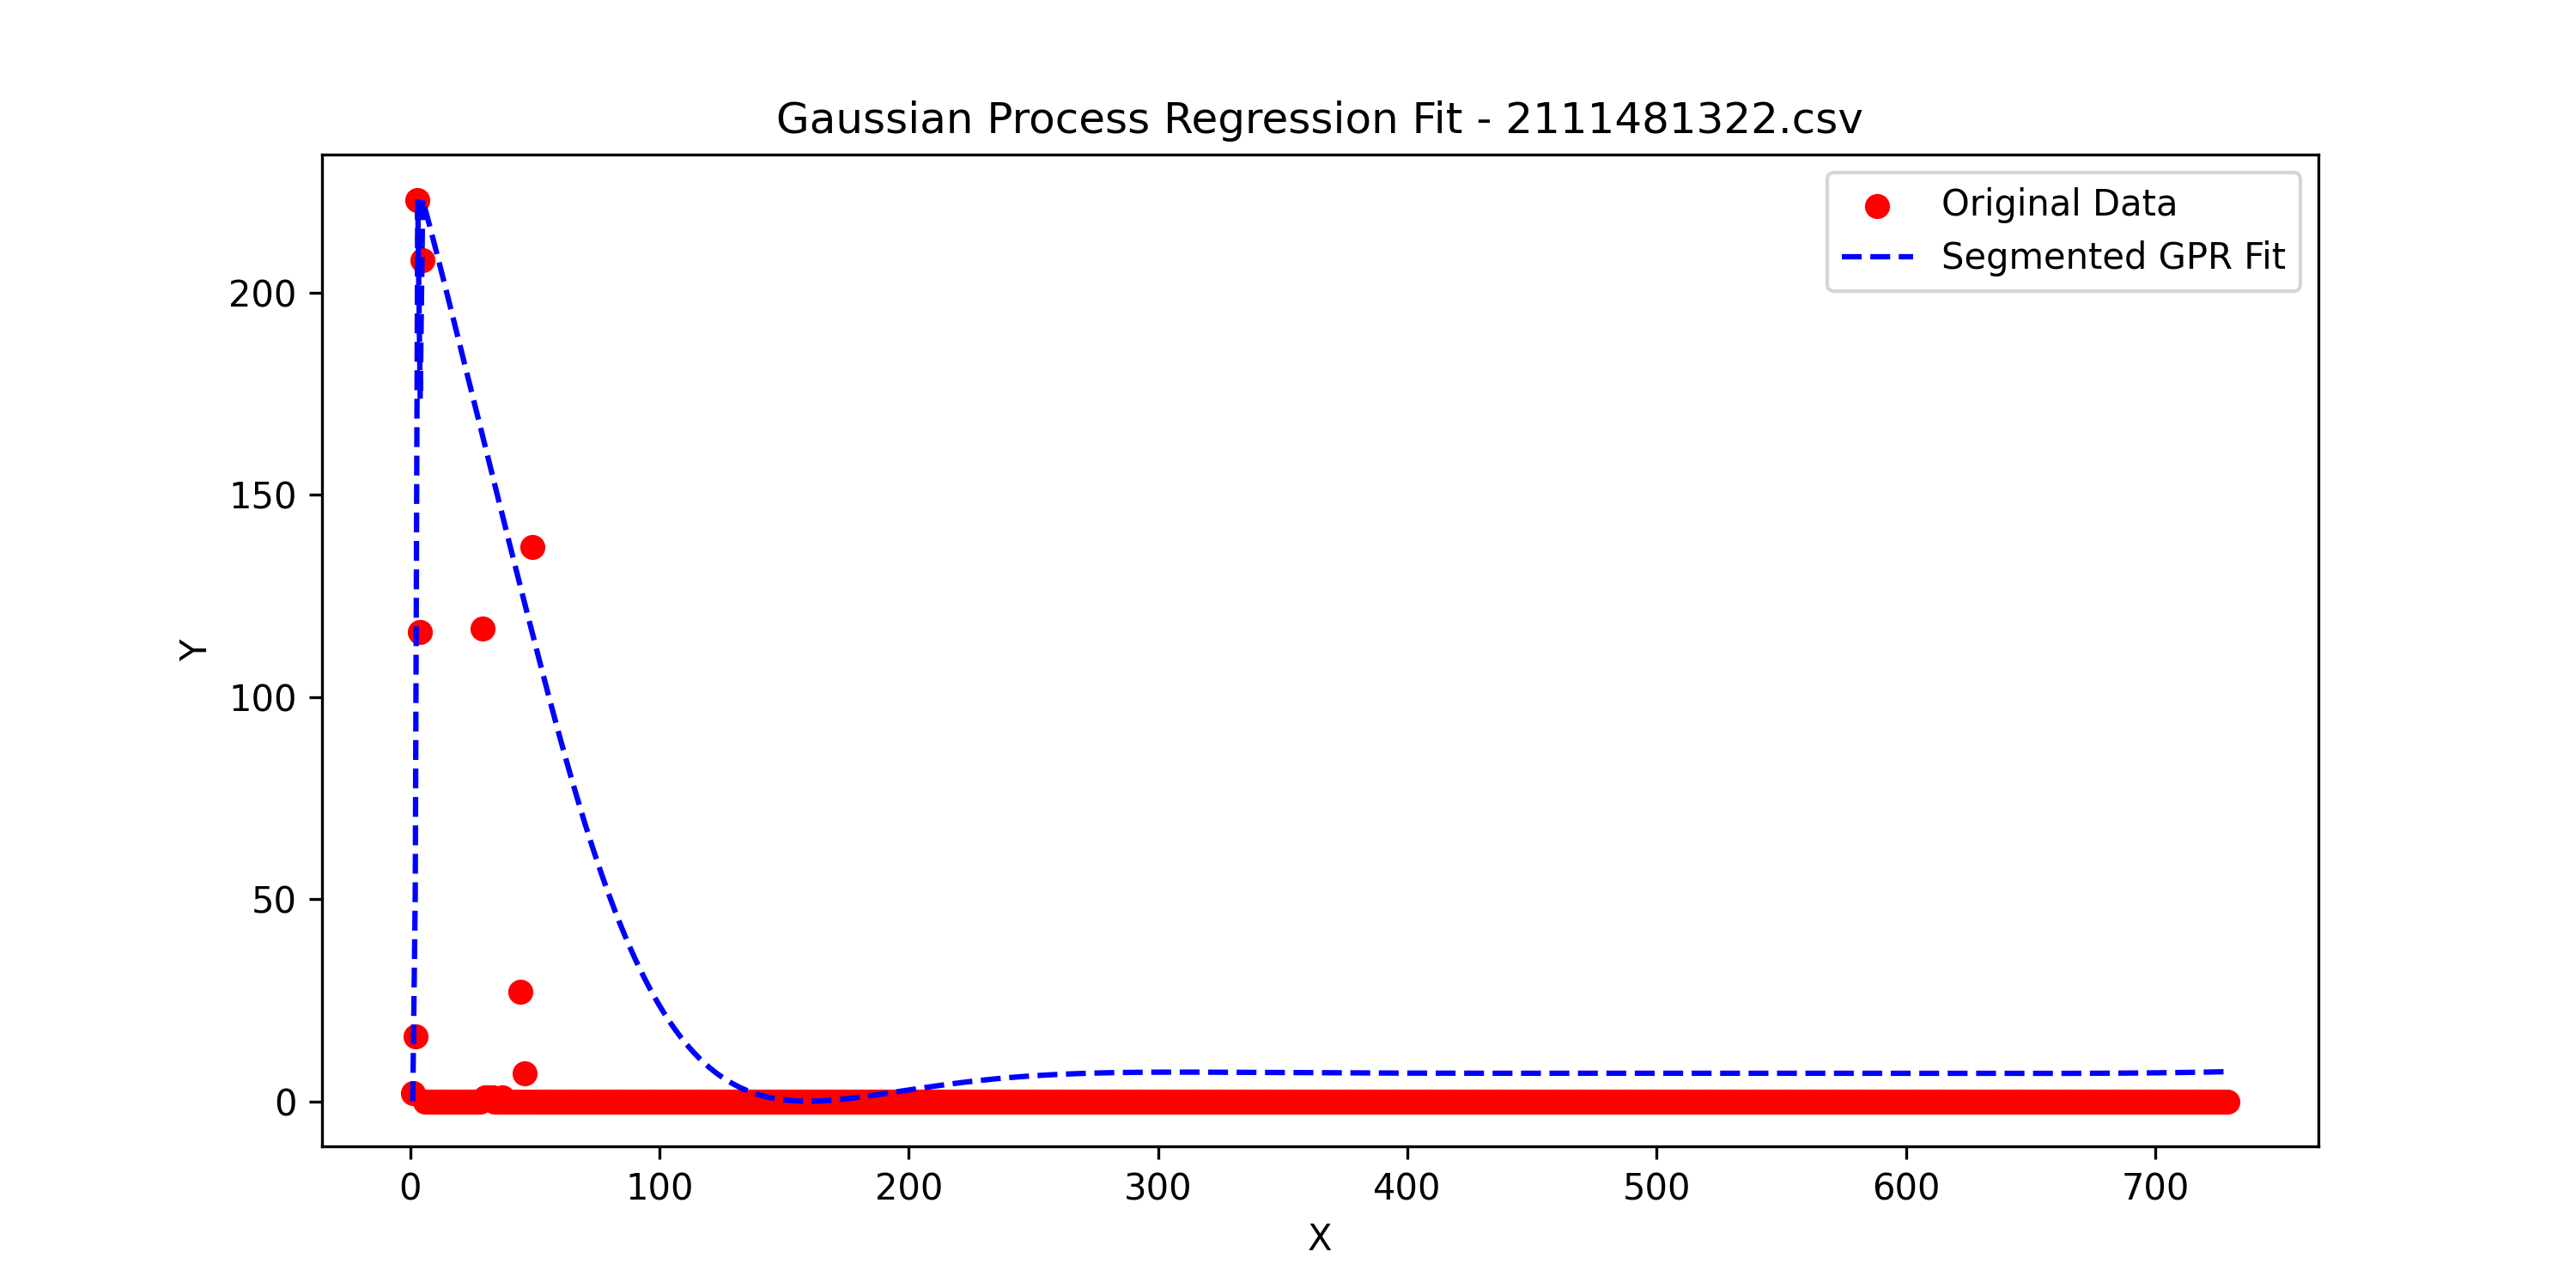 Gaussian Process Regression Fit - 2111481322.csv
Original Data
Segmented GPR Fit
200
150
100
50
0
Y
0 100 200 300 400 500 600 700
X